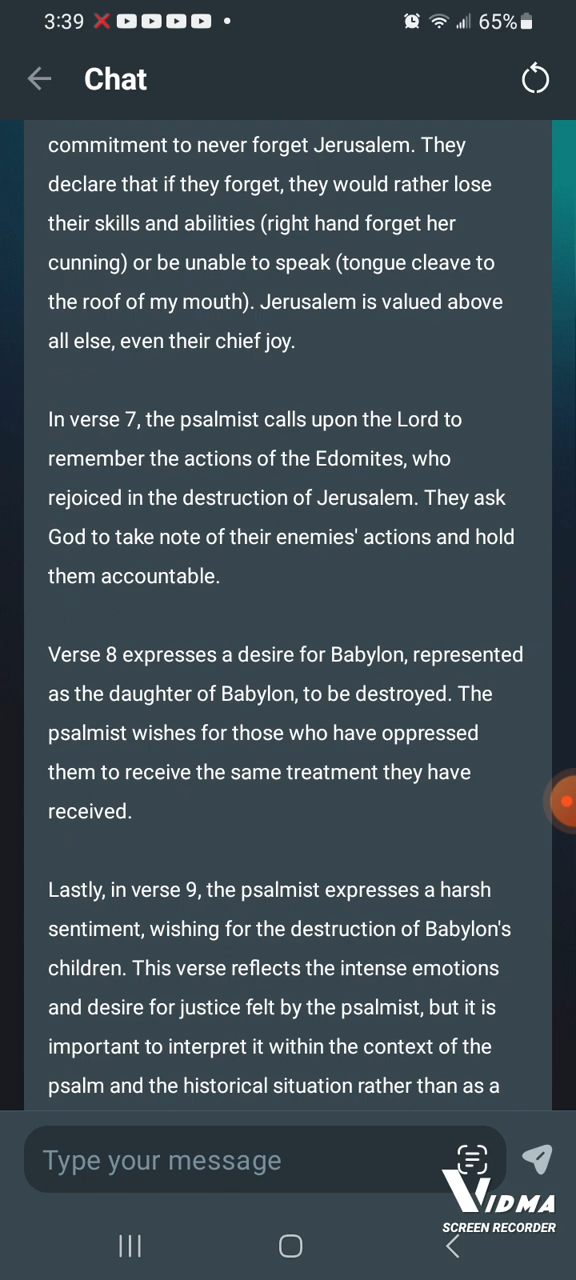 3:39
65%
Chat
commitment to never forget Jerusalem. They
declare that if they forget, they would rather lose
their skills and abilities (right hand forget her
cunning) or be unable to speak (tongue cleave to
the roof of my mouth). Jerusalem is valued above
all else, even their chief joy.
In verse 7, the psalmist calls upon the Lord to
remember the actions of the Edomites, who
rejoiced in the destruction of Jerusalem. They ask
God to take note of their enemies' actions and hold
them accountable.
Verse 8 expresses a desire for Babylon, represented
as the daughter of Babylon, to be destroyed. The
psalmist wishes for those who have oppressed
them to receive the same treatment they have
received.
Lastly, in verse 9, the psalmist expresses a harsh
sentiment, wishing for the destruction of Babylon's
children. This verse reflects the intense emotions
and desire for justice felt by the psalmist, but it is
important to interpret it within the context of the
psalm and the historical situation rather than as a
Type your message
VIDMA
SCREEN RECORDER